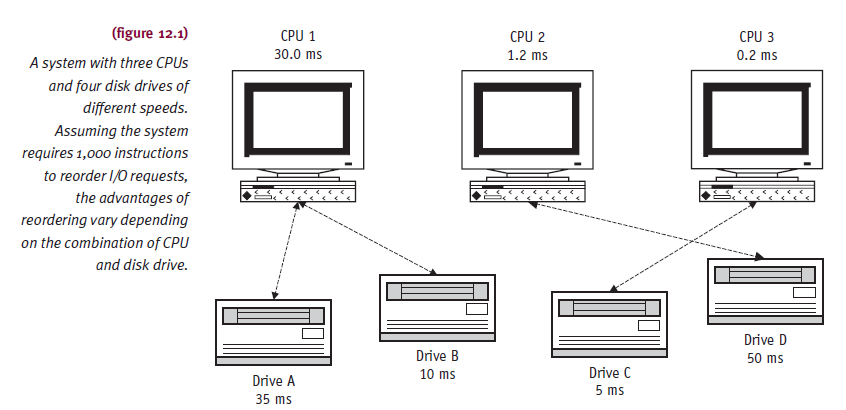 (figure 12.1)
A system with three CPUs
and four disk drives of
different speeds.
Assuming the system
requires 1,000 instructions
to reorder I/O requests,
the advantages of
reordering vary depending
on the combination of CPU
and disk drive.
CPU 1
30.0 ms
CPU 2
1.2 ms
CPU 3
0.2 ms
Drive A
35 ms
Drive B
10 ms
Drive C
5 ms
Drive D
50 ms